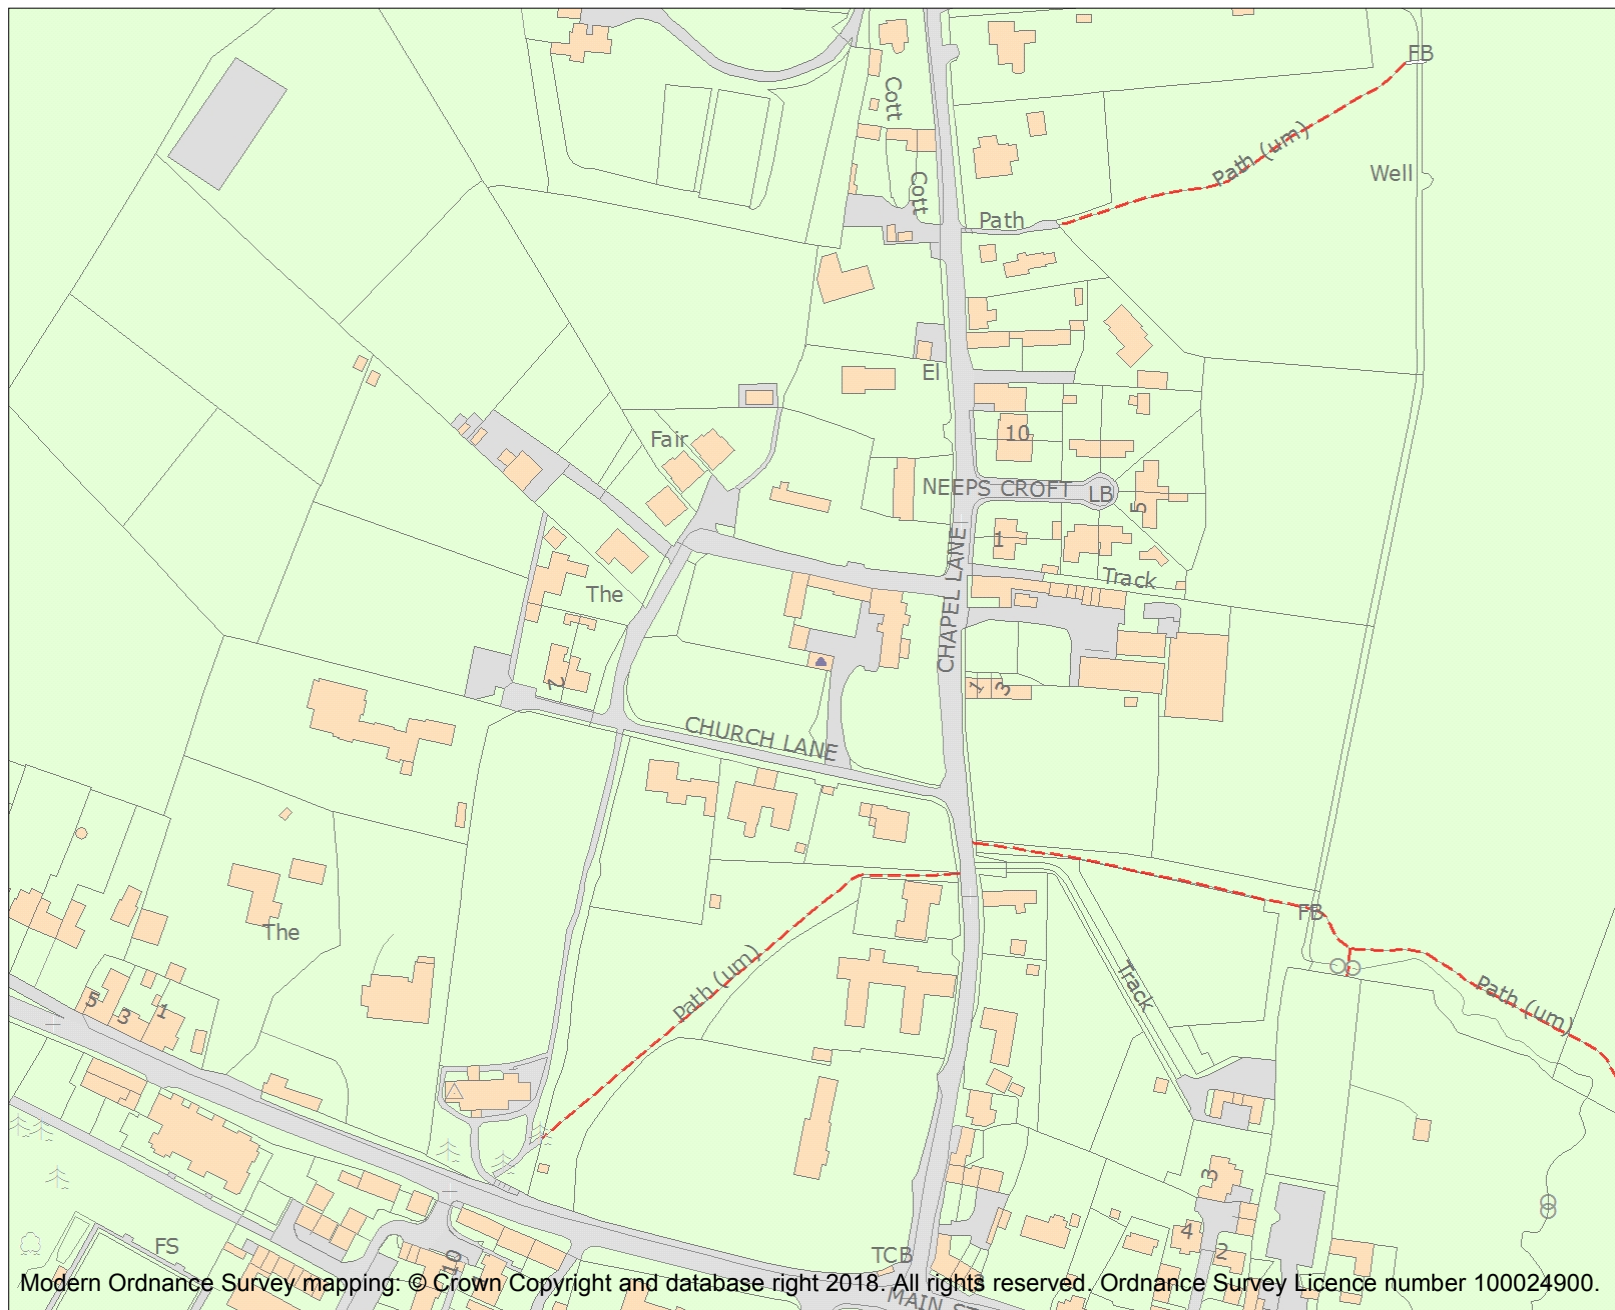 FB
Cott
Path (um)
Well
Cott
Path
El
Fair
10
NEEPS CROFT
LB
5
1
CHAPEL LANE
Track
The
2
1
3
CHURCH LANE
FB
The
Path (um)
Track
Path (um)
5
3
1
3
4
2
FS
10
TCB
MAIN ST
Modern Ordnance Survey mapping: © Crown Copyright and database right 2018. All rights reserved. Ordnance Survey Licence number 100024900.